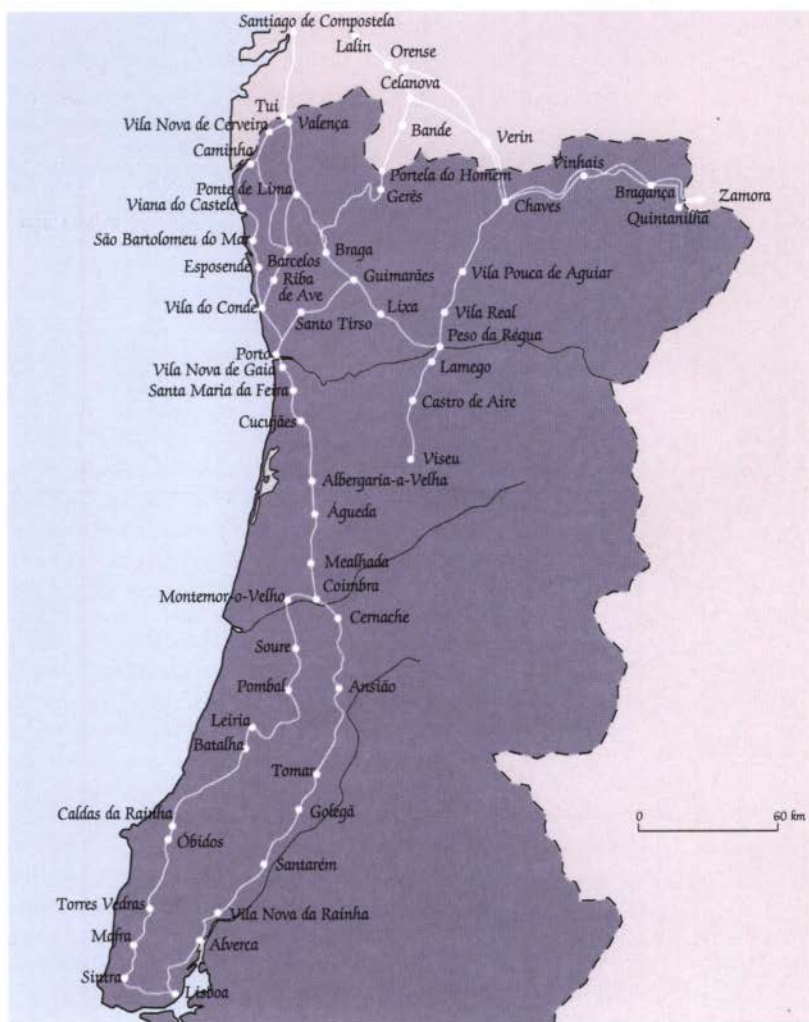 Santiago de Compostela
Lalin
Orense
Celanova
Tui
Vila Nova de Cerveira
Valença
Bande
Verin
Caminha
Portela do Homem
Vinhais
Ponte de Lima
Gerês
Bragança
Zamora
Viana do Castelo
Chaves
Quintanilha
São Bartolomeu do Mar
Braga
Barcelos
Esposende
Guimarães
Vila Pouca de Aguiar
Riba
de Ave
Vila do Conde
Santo Tirso
Lixa
Vila Real
Peso da Régua
Porto
Vila Nova de Gaia
Lamego
Santa Maria da Feira
Castro de Aire
Cucujães
Viseu
Albergaria-a-Velha
Águeda
Mealhada
Montemor-o-Velho
Coimbra
Cernache
Soure
Pombal
Ansião
Leiria
Batalha
Tomar
Caldas da Rainha
Golegã
0 60 km
Óbidos
Santarém
Torres Vedras
Vila Nova da Rainha
Mafra
Alverca
Sintra
Lisboa